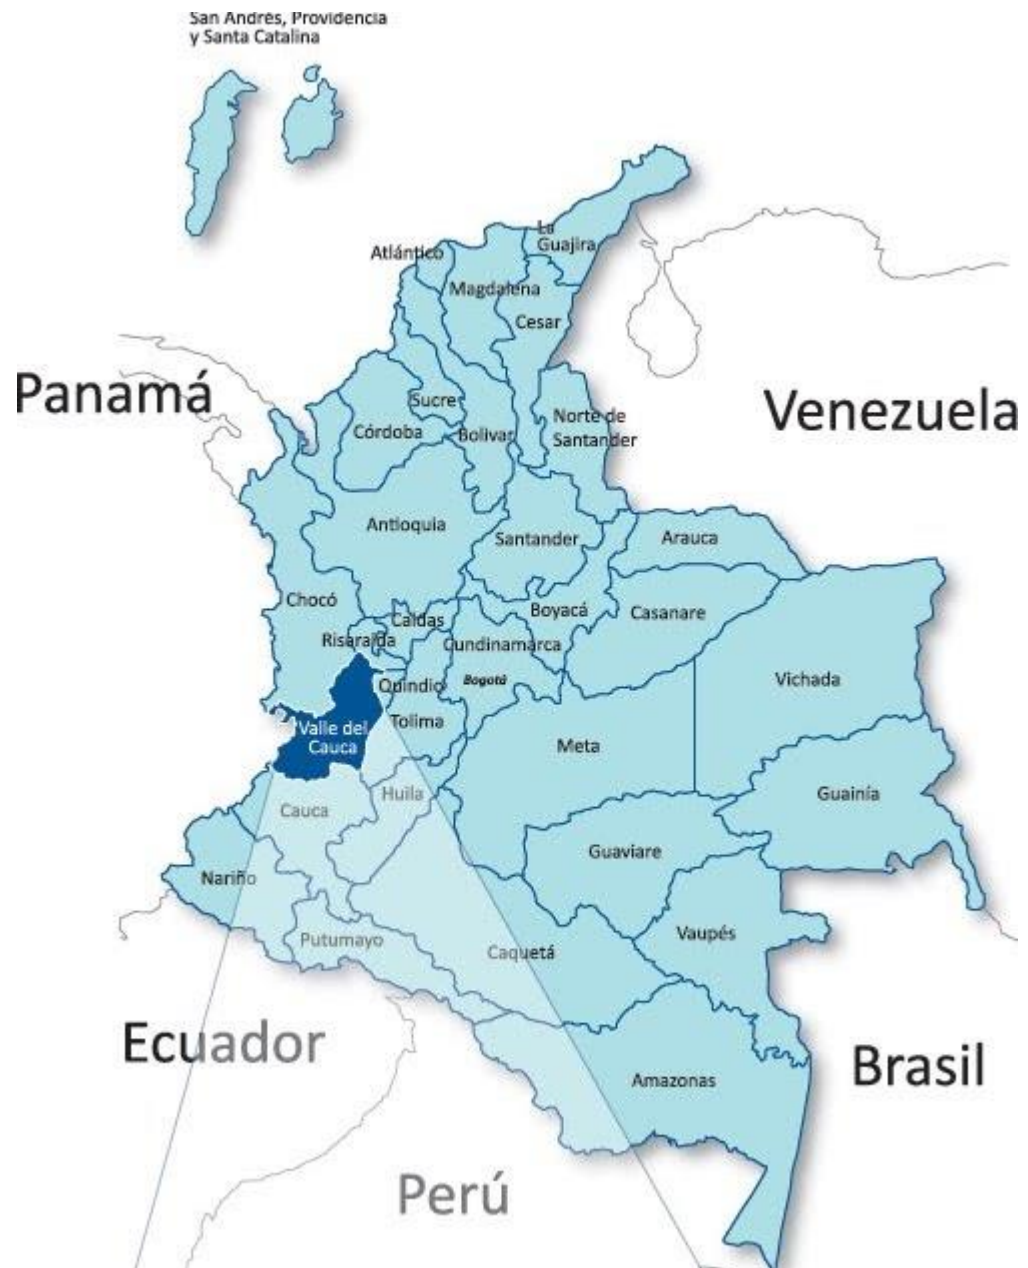 San Andrés, Providencia
y Santa Catalina
La
Guajira
Atlántico
Magdalena
Cesar
Panamá
Venezuela
Sucre
Norte de
Santander
Córdoba
Bolivar
Antioquia
Santander
Arauca
Chocó
Caldas
Boyacá
Casanare
Risaralda
Cundinamarca
Quindio
Bogotá
Vichada
Tolima
Valle del
Cauca
Meta
Huila
Cauca
Guainía
Guaviare
Nariño
Putumayo
Caquetá
Vaupés
Ecuador
Brasil
Amazonas
Perú